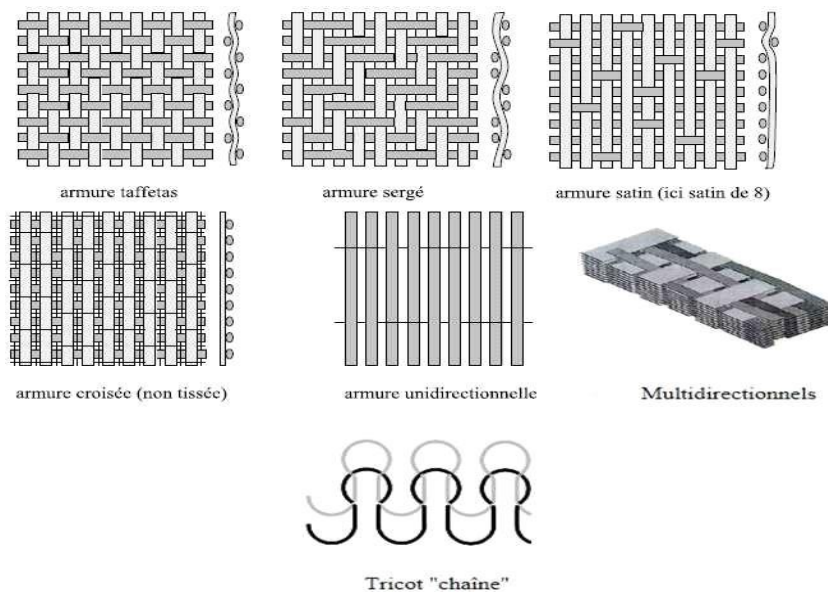 armure taffetas
armure sergé
armure satin (ici satin de 8)
armure croisée (non tissée)
armure unidirectionnelle
Multidirectionnels
Tricot "chaîne"